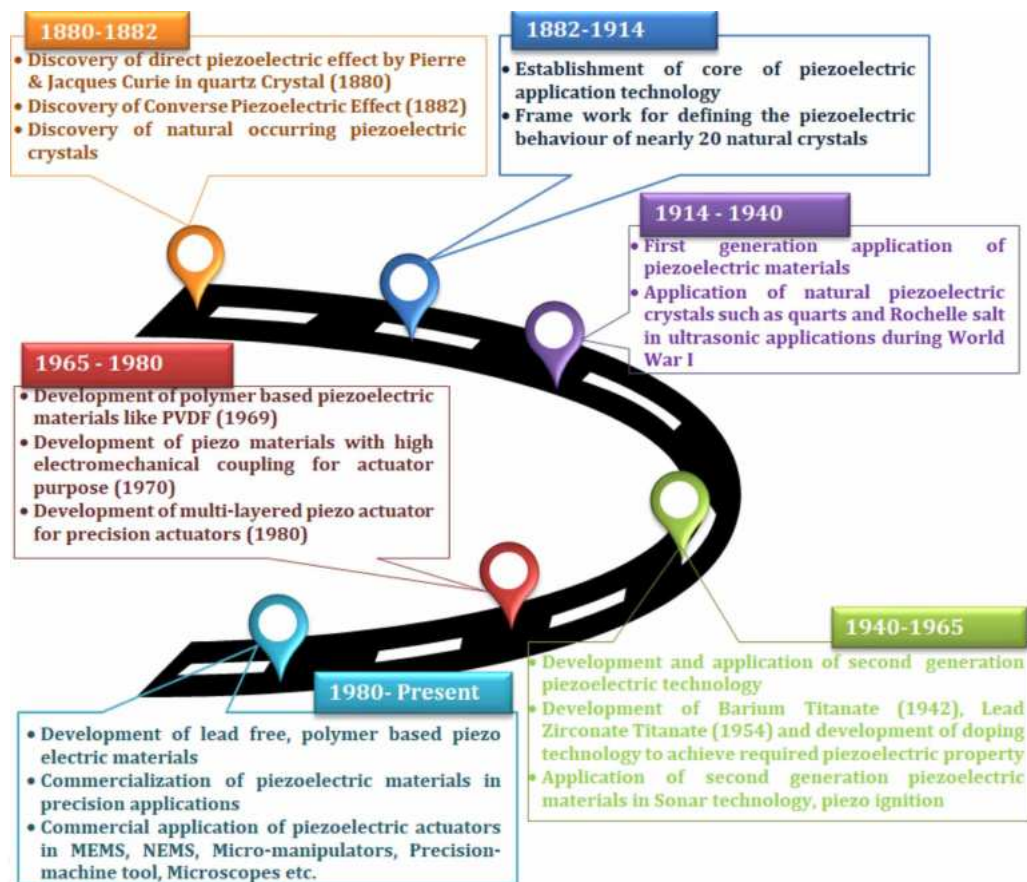 1880-1882
• Discovery of direct piezoelectric effect by Pierre
& Jacques Curie in quartz Crystal (1880)
• Discovery of Converse Piezoelectric Effect (1882)
• Discovery of natural occurring piezoelectric
crystals
1882-1914
• Establishment of core of piezoelectric
application technology
• Frame work for defining the piezoelectric
behaviour of nearly 20 natural crystals
1914 - 1940
• First generation application of
piezoelectric materials
• Application of natural piezoelectric
crystals such as quarts and Rochelle salt
in ultrasonic applications during World
War I
1940-1965
• Development and application of second generation
piezoelectric technology
• Development of Barium Titanate (1942), Lead
Zirconate Titanate (1954) and development of doping
technology to achieve required piezoelectric property
• Application of second generation piezoelectric
materials in Sonar technology, piezo ignition
1965 - 1980
• Development of polymer based piezoelectric
materials like PVDF (1969)
• Development of piezo materials with high
electromechanical coupling for actuator
purpose (1970)
• Development of multi-layered piezo actuator
for precision actuators (1980)
1980- Present
• Development of lead free, polymer based piezo
electric materials
• Commercialization of piezoelectric materials in
precision applications
• Commercial application of piezoelectric actuators
in MEMS, NEMS, Micro-manipulators, Precision-
machine tool, Microscopes etc.